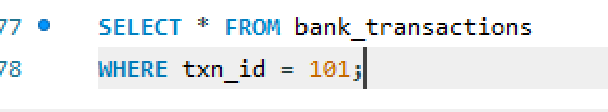 77 SELECT * FROM bank_transactions
78 WHERE txn_id = 101;